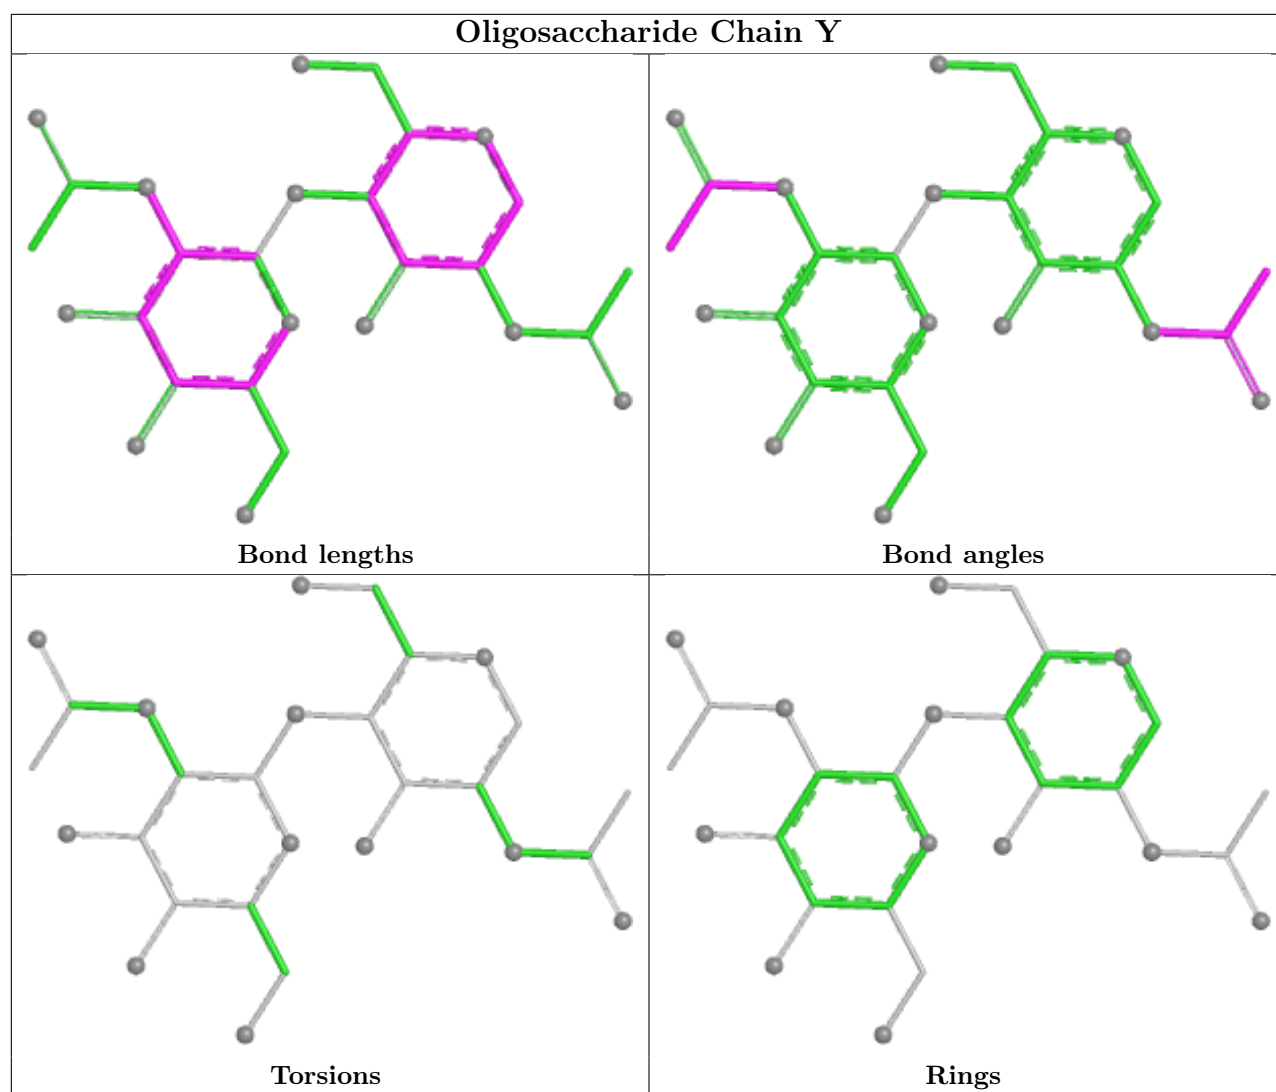 Oligosaccharide Chain Y
Bond lengths
Bond angles
Torsions
Rings